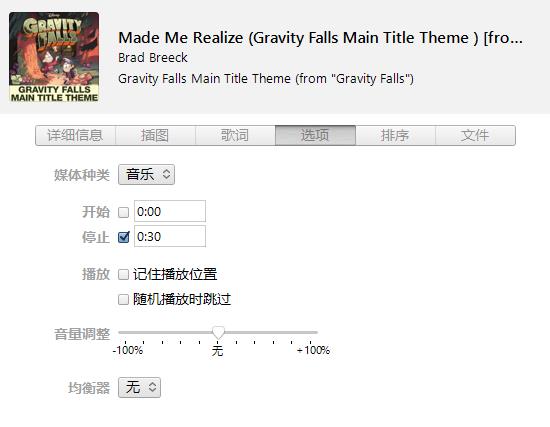 Disney
GRAVITY FALLS
GRAVITY FALLS
MAIN TITLE THEME
Made Me Realize (Gravity Falls Main Title Theme ) [fro...
Brad Breeck
Gravity Falls Main Title Theme (from "Gravity Falls")
详细信息 插图 歌词 选项 排序 文件
媒体种类 音乐
开始 0:00
停止 0:30
播放 记住播放位置
随机播放时跳过
音量调整
-100% 无 +100%
均衡器 无